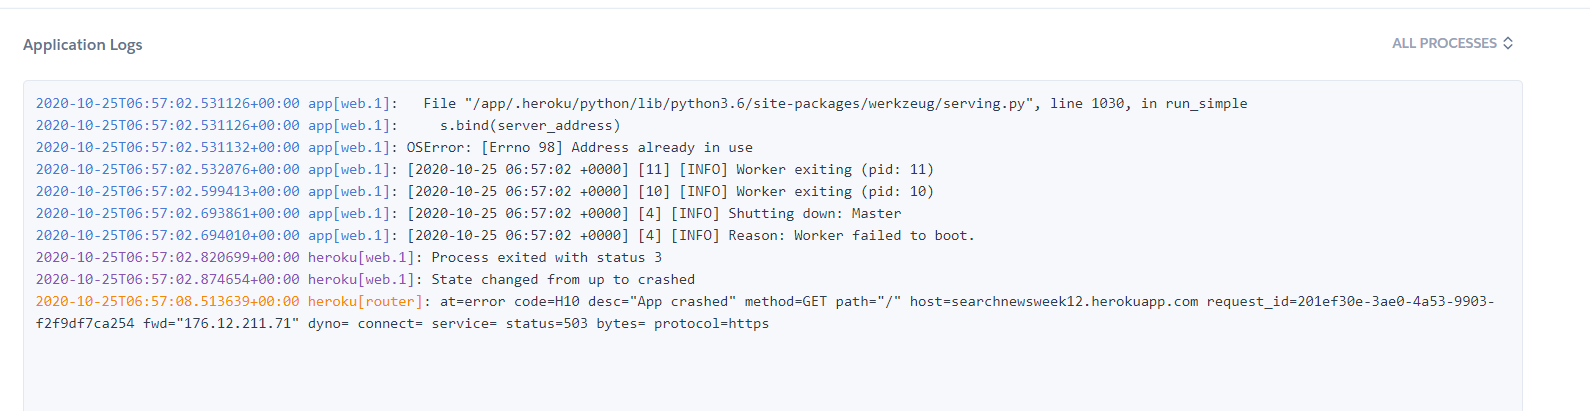 Application Logs
ALL PROCESSES
2020-10-25T06:57:02.531126+00:00 app[web.1]:   File "/app/.heroku/python/lib/python3.6/site-packages/werkzeug/serving.py", line 1030, in run_simple
2020-10-25T06:57:02.531126+00:00 app[web.1]:     s.bind(server_address)
2020-10-25T06:57:02.531132+00:00 app[web.1]: OSError: [Errno 98] Address already in use
2020-10-25T06:57:02.532076+00:00 app[web.1]: [2020-10-25 06:57:02 +0000] [11] [INFO] Worker exiting (pid: 11)
2020-10-25T06:57:02.599413+00:00 app[web.1]: [2020-10-25 06:57:02 +0000] [10] [INFO] Worker exiting (pid: 10)
2020-10-25T06:57:02.693861+00:00 app[web.1]: [2020-10-25 06:57:02 +0000] [4] [INFO] Shutting down: Master
2020-10-25T06:57:02.694010+00:00 app[web.1]: [2020-10-25 06:57:02 +0000] [4] [INFO] Reason: Worker failed to boot.
2020-10-25T06:57:02.820699+00:00 heroku[web.1]: Process exited with status 3
2020-10-25T06:57:02.874654+00:00 heroku[web.1]: State changed from up to crashed
2020-10-25T06:57:08.513639+00:00 heroku[router]: at=error code=H10 desc="App crashed" method=GET path="/" host=searchnewsweek12.herokuapp.com request_id=201ef30e-3ae0-4a53-9903-
f2f9df7ca254 fwd="176.12.211.71" dyno= connect= service= status=503 bytes= protocol=https